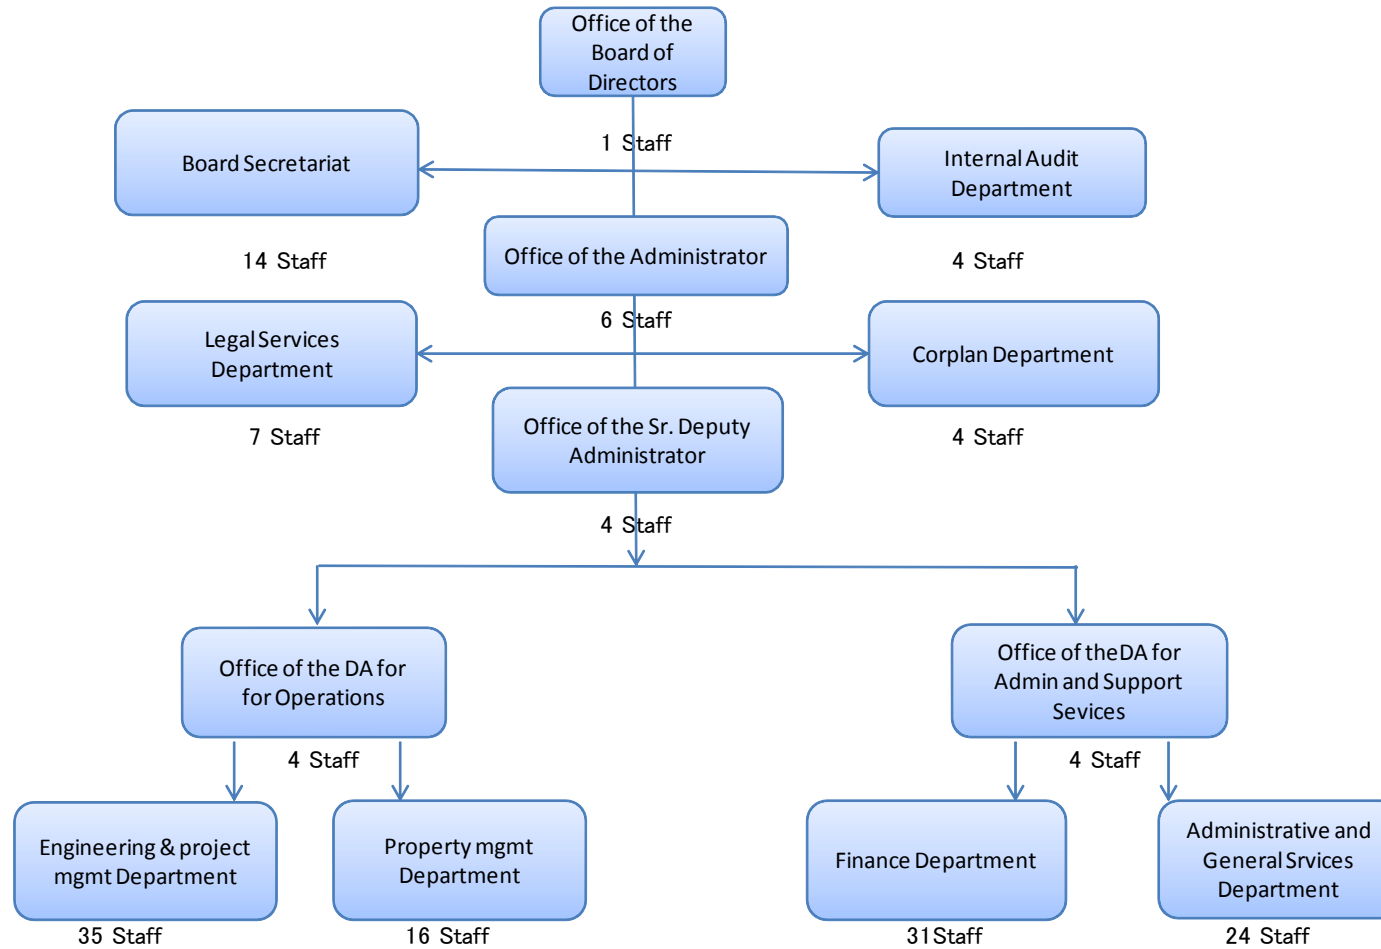 Office of the
Board of
Directors
1 Staff
Board Secretariat
Internal Audit
Department
14 Staff
Office of the Administrator
4 Staff
6 Staff
Legal Services
Department
Corplan Department
7 Staff
Office of the Sr. Deputy
Administrator
4 Staff
4 Staff
Office of the DA for
for Operations
Office of theDA for
Admin and Support
Sevices
4 Staff
4 Staff
Engineering & project
mgmt Department
Property mgmt
Department
Finance Department
Administrative and
General Srvices
Department
35 Staff
16 Staff
31Staff
24 Staff